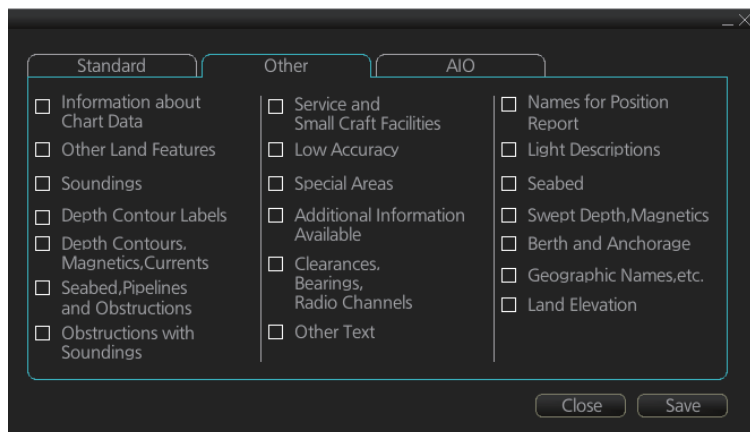 Standard
Other
AIO
Information about
Chart Data
Other Land Features
Soundings
Depth Contour Labels
Depth Contours.
Magnetics,Currents
Seabed,Pipelines
and Obstructions
Obstructions with
Soundings
Service and
Small Craft Facilities
Low Accuracy
Special Areas
Additional Information
Available
Clearances.
Bearings,
Radio Channels
Other Text
Names for Position
Report
Light Descriptions
Seabed
Swept Depth,Magnetics
Berth and Anchorage
Geographic Names,etc.
Land Elevation
Close
Save